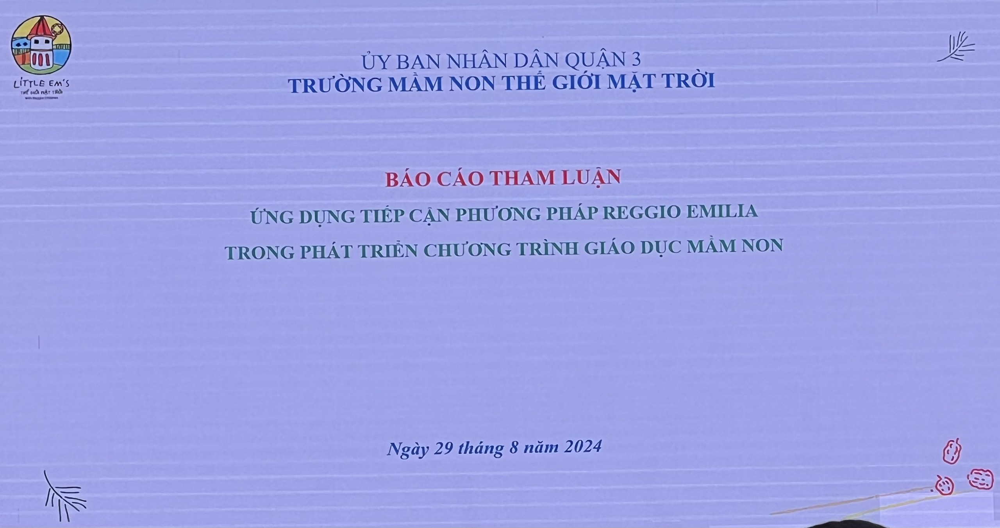 LITTLE EM'S
THẾ GIỚI MẶT TRỜI
ỦY BAN NHÂN DÂN QUẬN 3
TRƯỜNG MẦM NON THẾ GIỚI MẶT TRỜI
BÁO CÁO THAM LUẬN
ỨNG DỤNG TIẾP CẬN PHƯƠNG PHÁP REGGIO EMILIA
TRONG PHÁT TRIỂN CHƯƠNG TRÌNH GIÁO DỤC MẦM NON
Ngày 29 tháng 8 năm 2024